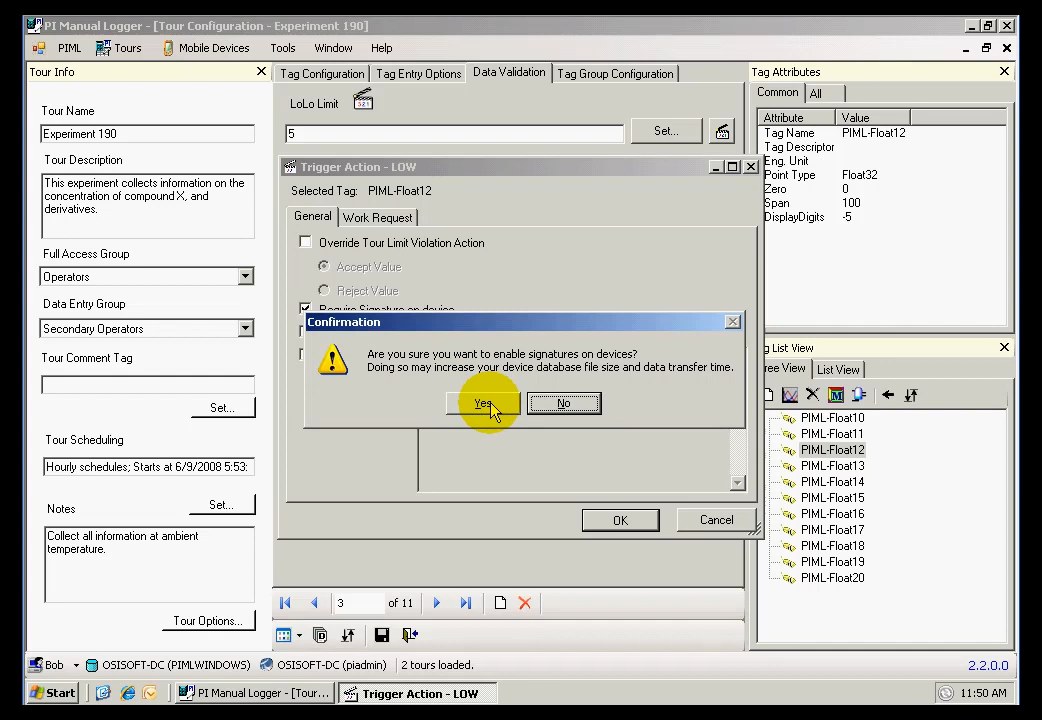 PI Manual Logger - [Tour Configuration - Experiment 190]
PIML Tours Mobile Devices Tools Window Help
Tour Info
Tour Name
Experiment 190
Tour Description
This experiment collects information on the
concentration of compound X, and
derivatives.
Full Access Group
Operators
Data Entry Group
Secondary Operators
Tour Comment Tag
Set...
Tour Scheduling
Hourly schedules; Starts at 6/9/2008 5:53:
Notes
Set...
Collect all information at ambient
temperature.
Tour Options...
Tag Configuration Tag Entry Options Data Validation Tag Group Configuration
LoLo Limit
5
Set...
Trigger Action - LOW
Selected Tag: PIML-Float12
General Work Request
Override Tour Limit Violation Action
Accept Value
Reject Value
Require Signature on device
Confirmation
Are you sure you want to enable signatures on devices?
Doing so may increase your device database file size and data transfer time.
Yes No
OK Cancel
3 of 11
Tag Attributes
Common All
Attribute Value
Tag Name PIML-Float12
Tag Descriptor
Eng. Unit
Point Type Float32
Zero 0
Span 100
DisplayDigits -5
g List View
ree View List View
PIML-Float10
PIML-Float11
PIML-Float12
PIML-Float13
PIML-Float14
PIML-Float15
PIML-Float16
PIML-Float17
PIML-Float18
PIML-Float19
PIML-Float20
Bob OSISOFT-DC (PIMLWINDOWS) OSISOFT-DC (piadmin) 2 tours loaded. 2.2.0.0
Start PI Manual Logger - [Tour... Trigger Action - LOW 11:50 AM